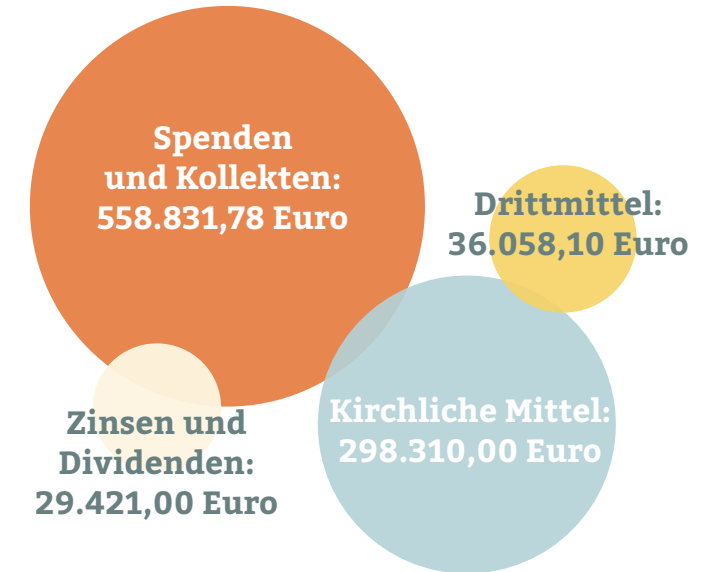 Spenden
und Kollekten:
558.831,78 Euro
Drittmittel:
36.058,10 Euro
Kirchliche Mittel:
298.310,00 Euro
Zinsen und
Dividenden:
29.421,00 Euro